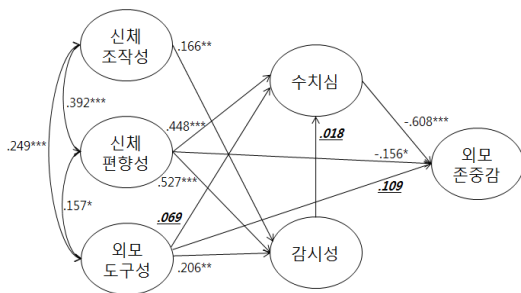 신체
조작성
.166**
수치심
.392***
.249***
.448***
.018
-.608***
신체
편향성
-.156*
외모
존중감
.527***
.109
.157*
.069
외모
도구성
.206**
감시성